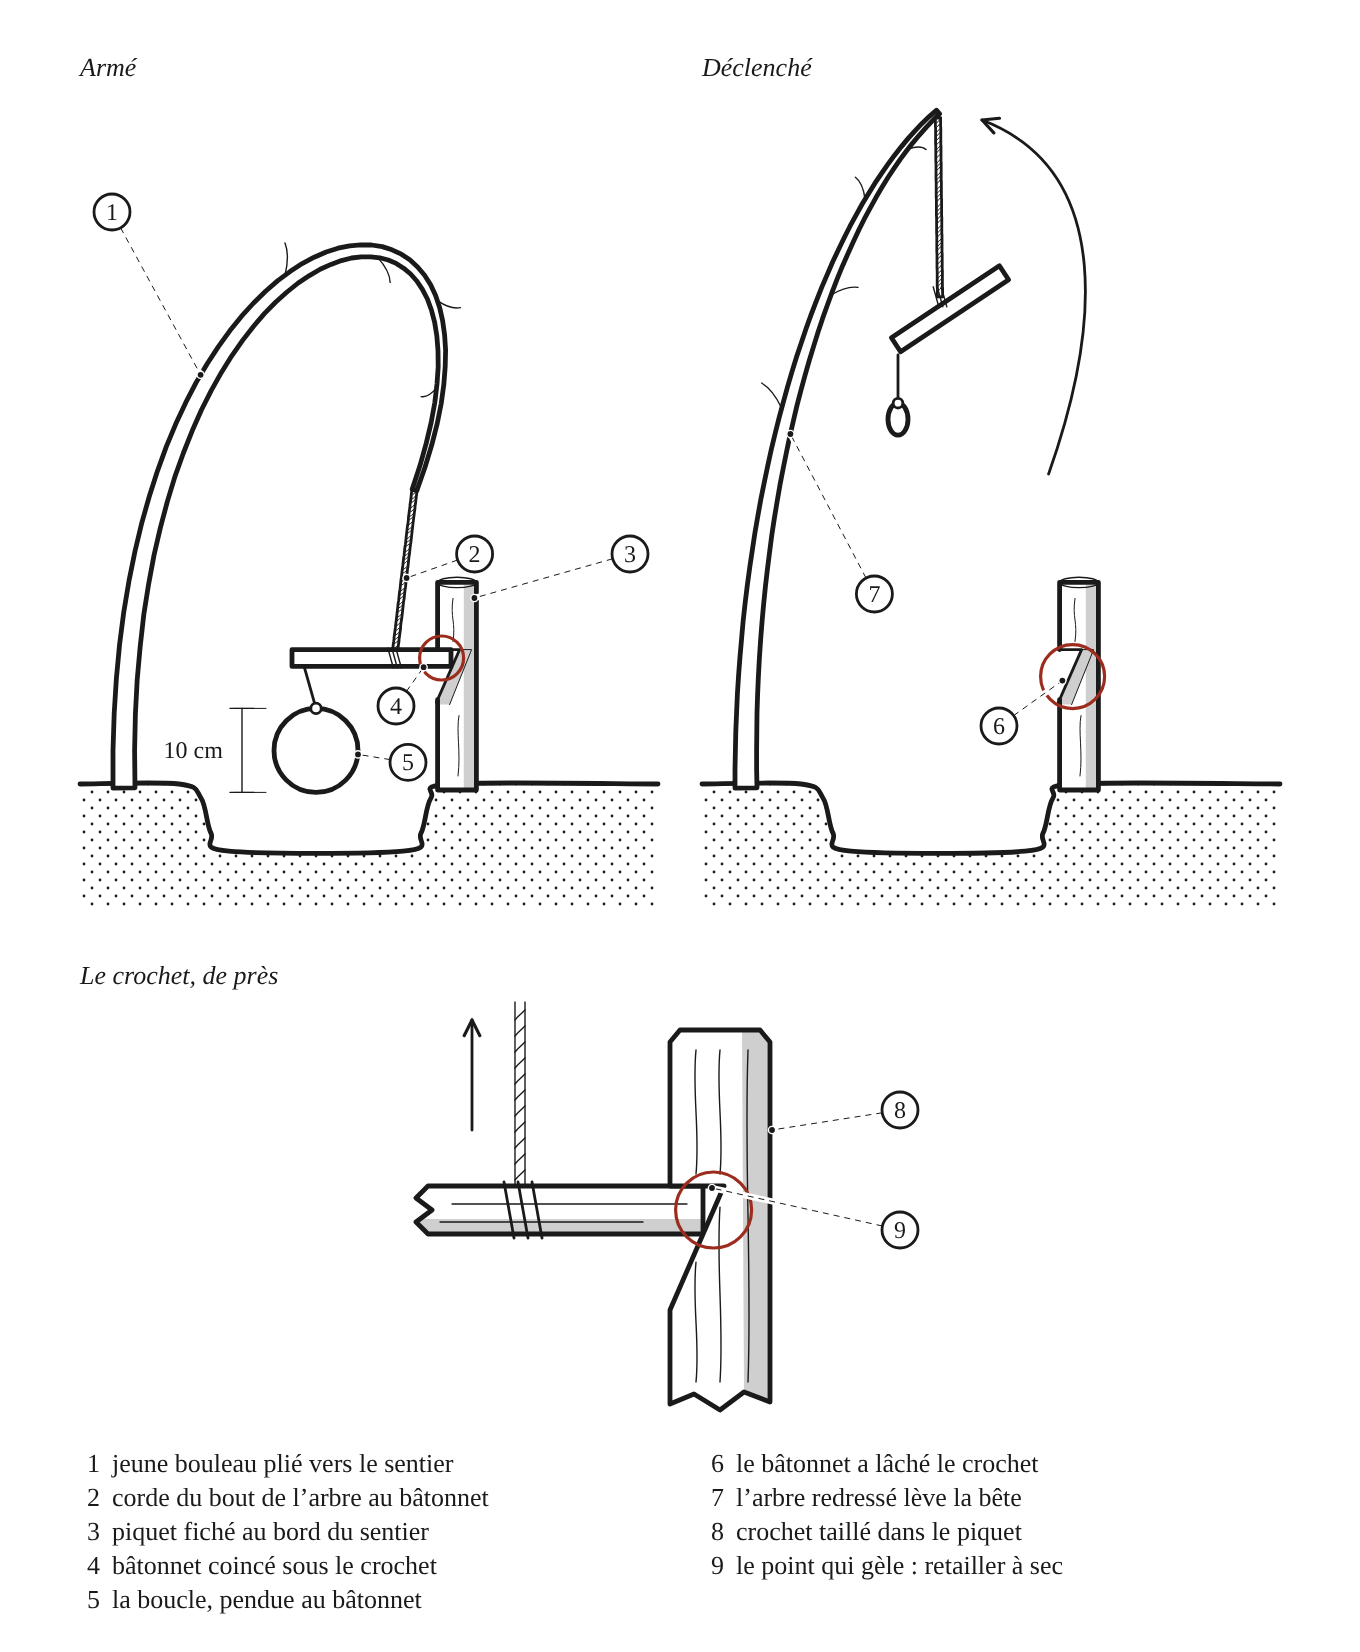 Armé
Déclenché
1
2
3
4
10 cm
5
7
6
Le crochet, de près
8
9
1 jeune bouleau plié vers le sentier
2 corde du bout de l’arbre au bâtonnet
3 piquet fiché au bord du sentier
4 bâtonnet coincé sous le crochet
5 la boucle, pendue au bâtonnet
6 le bâtonnet a lâché le crochet
7 l’arbre redressé lève la bête
8 crochet taillé dans le piquet
9 le point qui gèle : retailler à sec